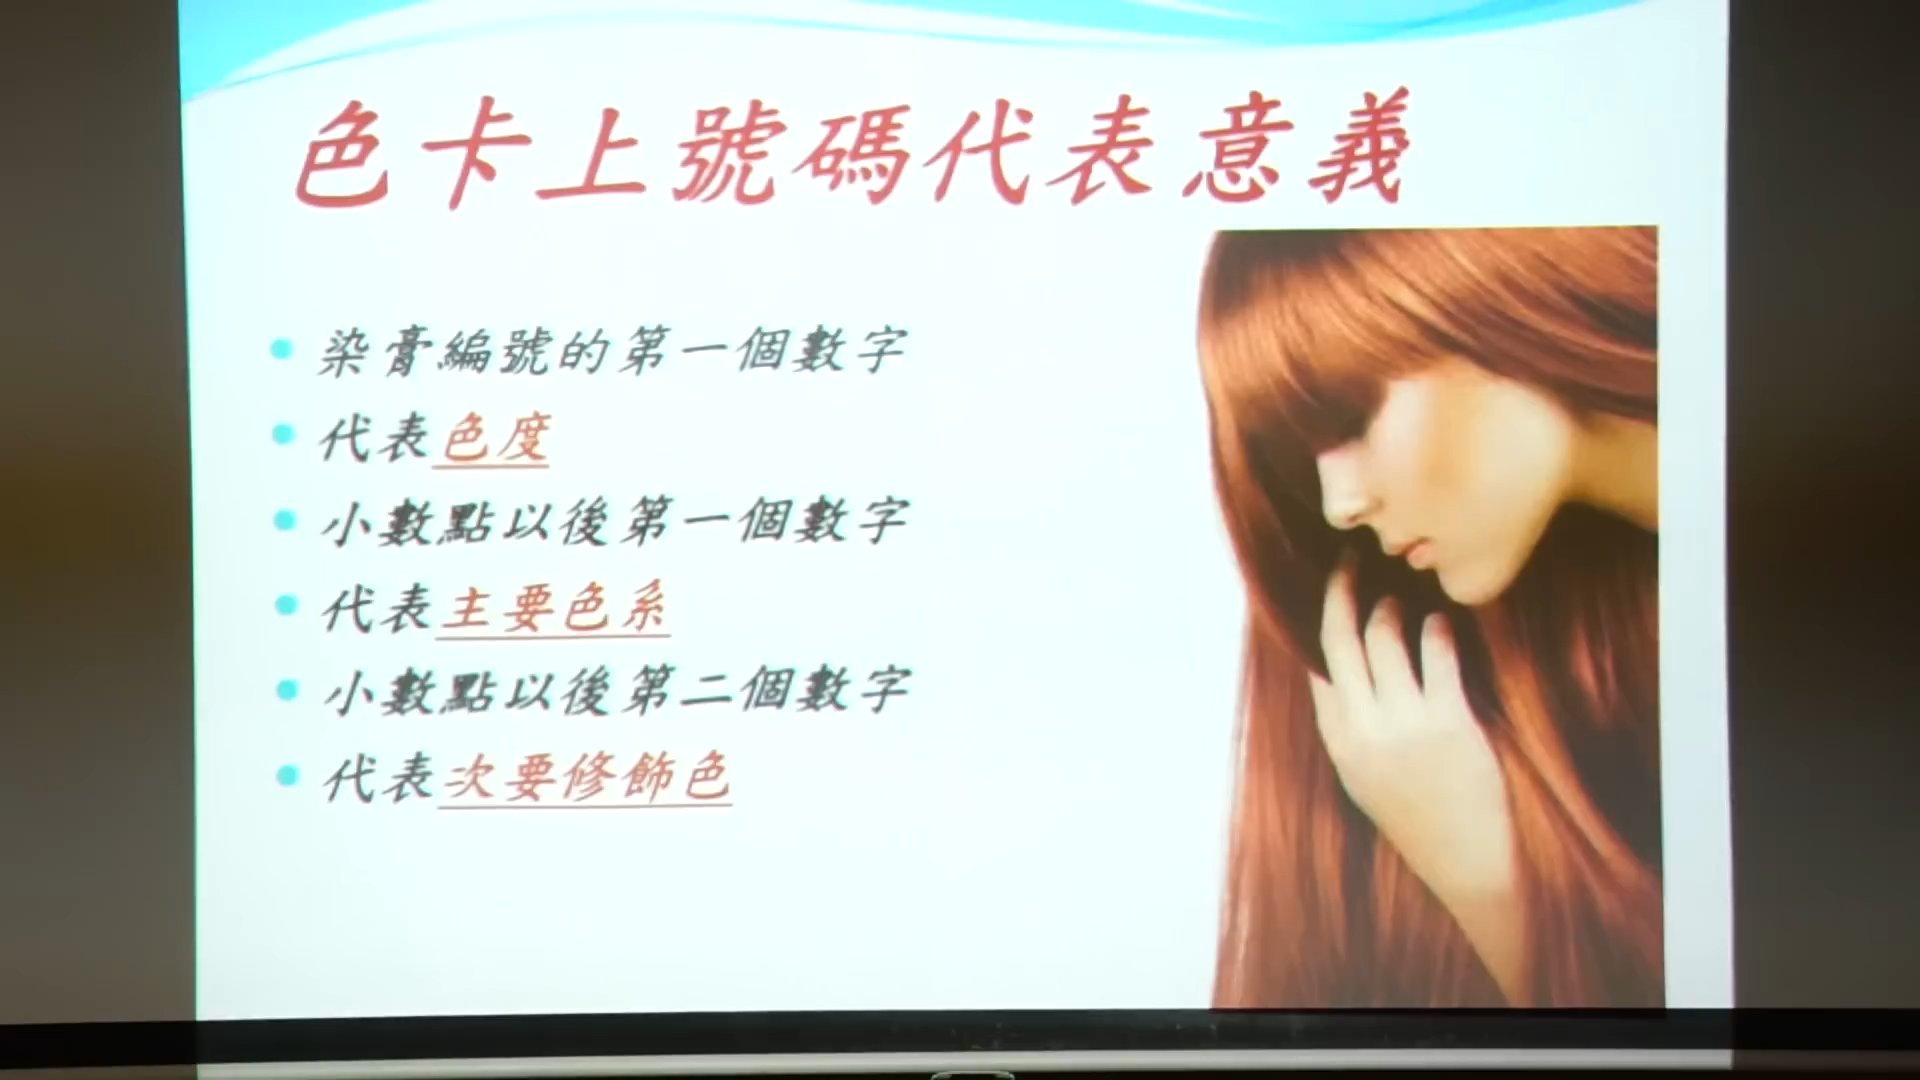 色卡上號碼代表意義
染膏編號的第一個數字
代表色度
小數點以後第一個數字
代表主要色系
小數點以後第二個數字
代表次要修飾色